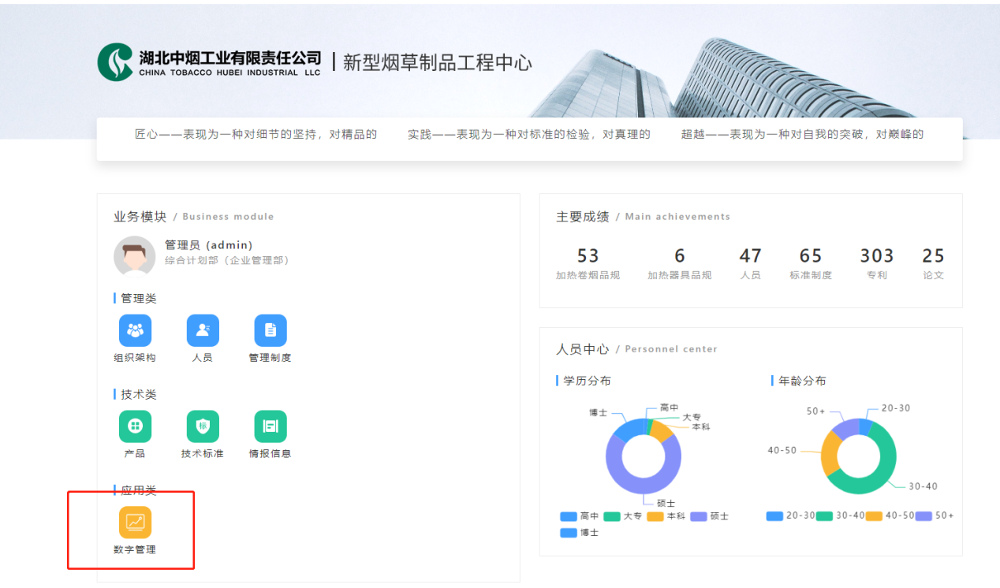 湖北中烟工业有限责任公司
CHINA TOBACCO HUBEI INDUSTRIAL LLC
新型烟草制品工程中心
匠心——表现为一种对细节的坚持，对精品的
实践——表现为一种对标准的检验，对真理的
超越——表现为一种对自我的突破，对巅峰的
业务模块 / Business module
管理员 (admin)
综合计划部（企业管理部）
管理类
组织架构 人员 管理制度
技术类
标
产品 技术标准 情报信息
应用类
数字管理
主要成绩 / Main achievements
53 6 47 65 303 25
加热卷烟品规 加热器具品规 人员 标准制度 专利 论文
人员中心 / Personnel center
学历分布
博士 高中
大专
本科
硕士
高中 大专 本科 硕士
博士
年龄分布
50+ 20-30
40-50
30-40
20-30 30-40 40-50 50+